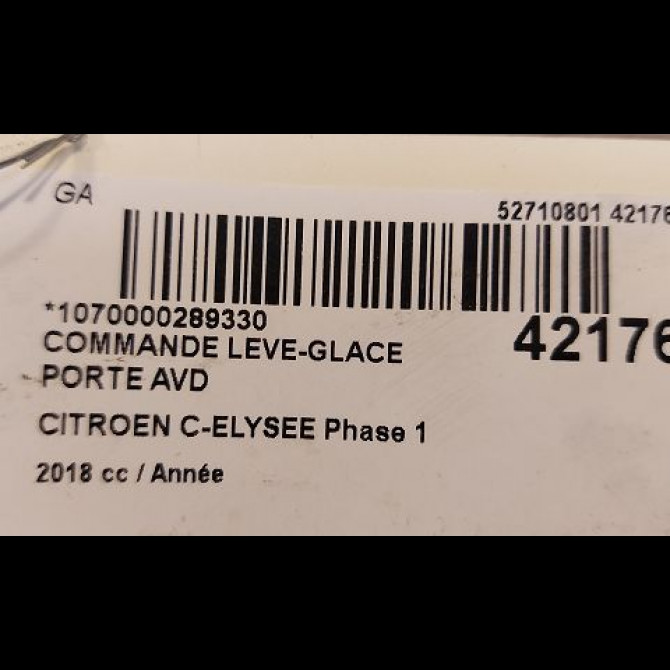 GA
52710801 42176
*1070000289330
42176
COMMANDE LEVE-GLACE
PORTE AVD
CITROEN C-ELYSEE Phase 1
2018 cc / Année